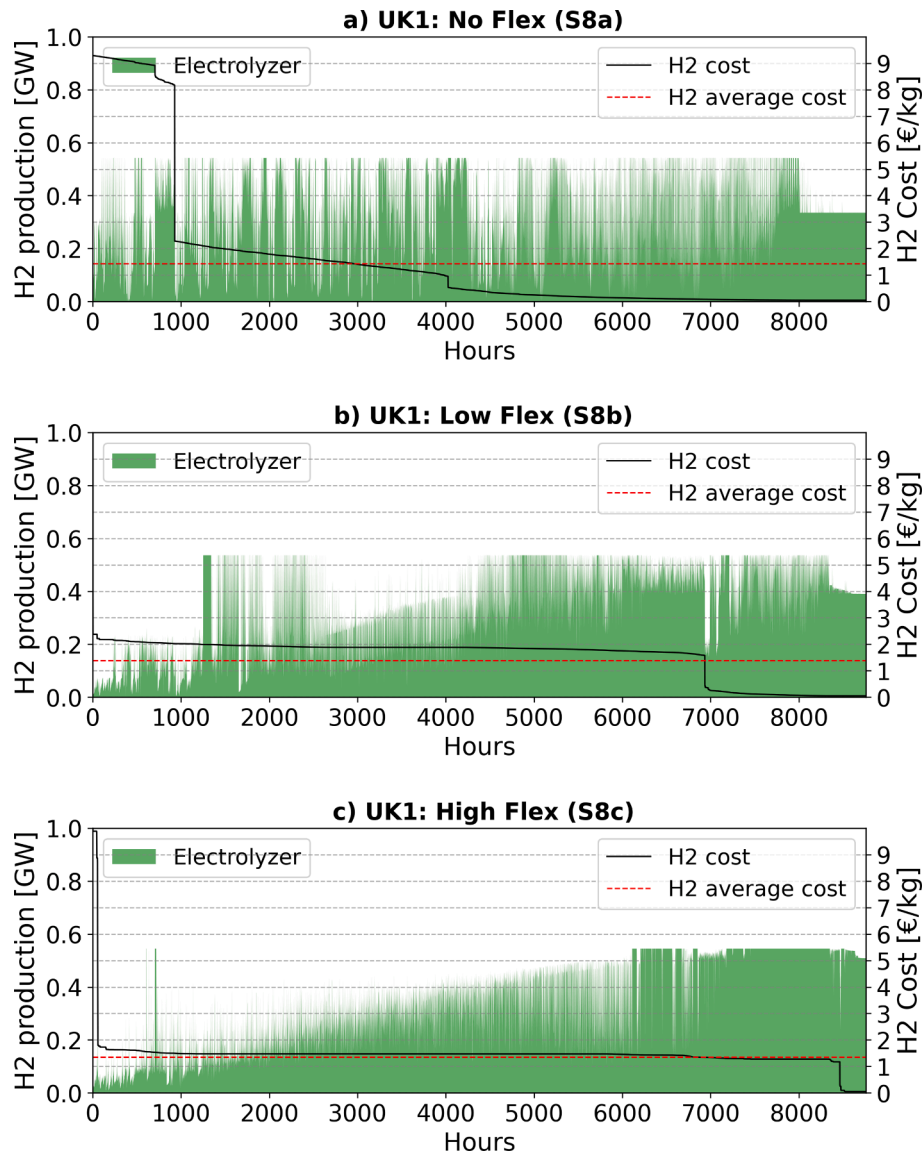 a) UK1: No Flex (S8a)
H2 production [GW]
1.0
0.8
0.6
0.4
0.2
0.0
Electrolyzer
H2 cost
H2 average cost
9
8
7
6
5
4
3
2
1
0
H2 Cost [€/kg]
0 1000 2000 3000 4000 5000 6000 7000 8000
Hours
b) UK1: Low Flex (S8b)
H2 production [GW]
1.0
0.8
0.6
0.4
0.2
0.0
Electrolyzer
H2 cost
H2 average cost
9
8
7
6
5
4
3
2
1
0
H2 Cost [€/kg]
0 1000 2000 3000 4000 5000 6000 7000 8000
Hours
c) UK1: High Flex (S8c)
H2 production [GW]
1.0
0.8
0.6
0.4
0.2
0.0
Electrolyzer
H2 cost
H2 average cost
9
8
7
6
5
4
3
2
1
0
H2 Cost [€/kg]
0 1000 2000 3000 4000 5000 6000 7000 8000
Hours